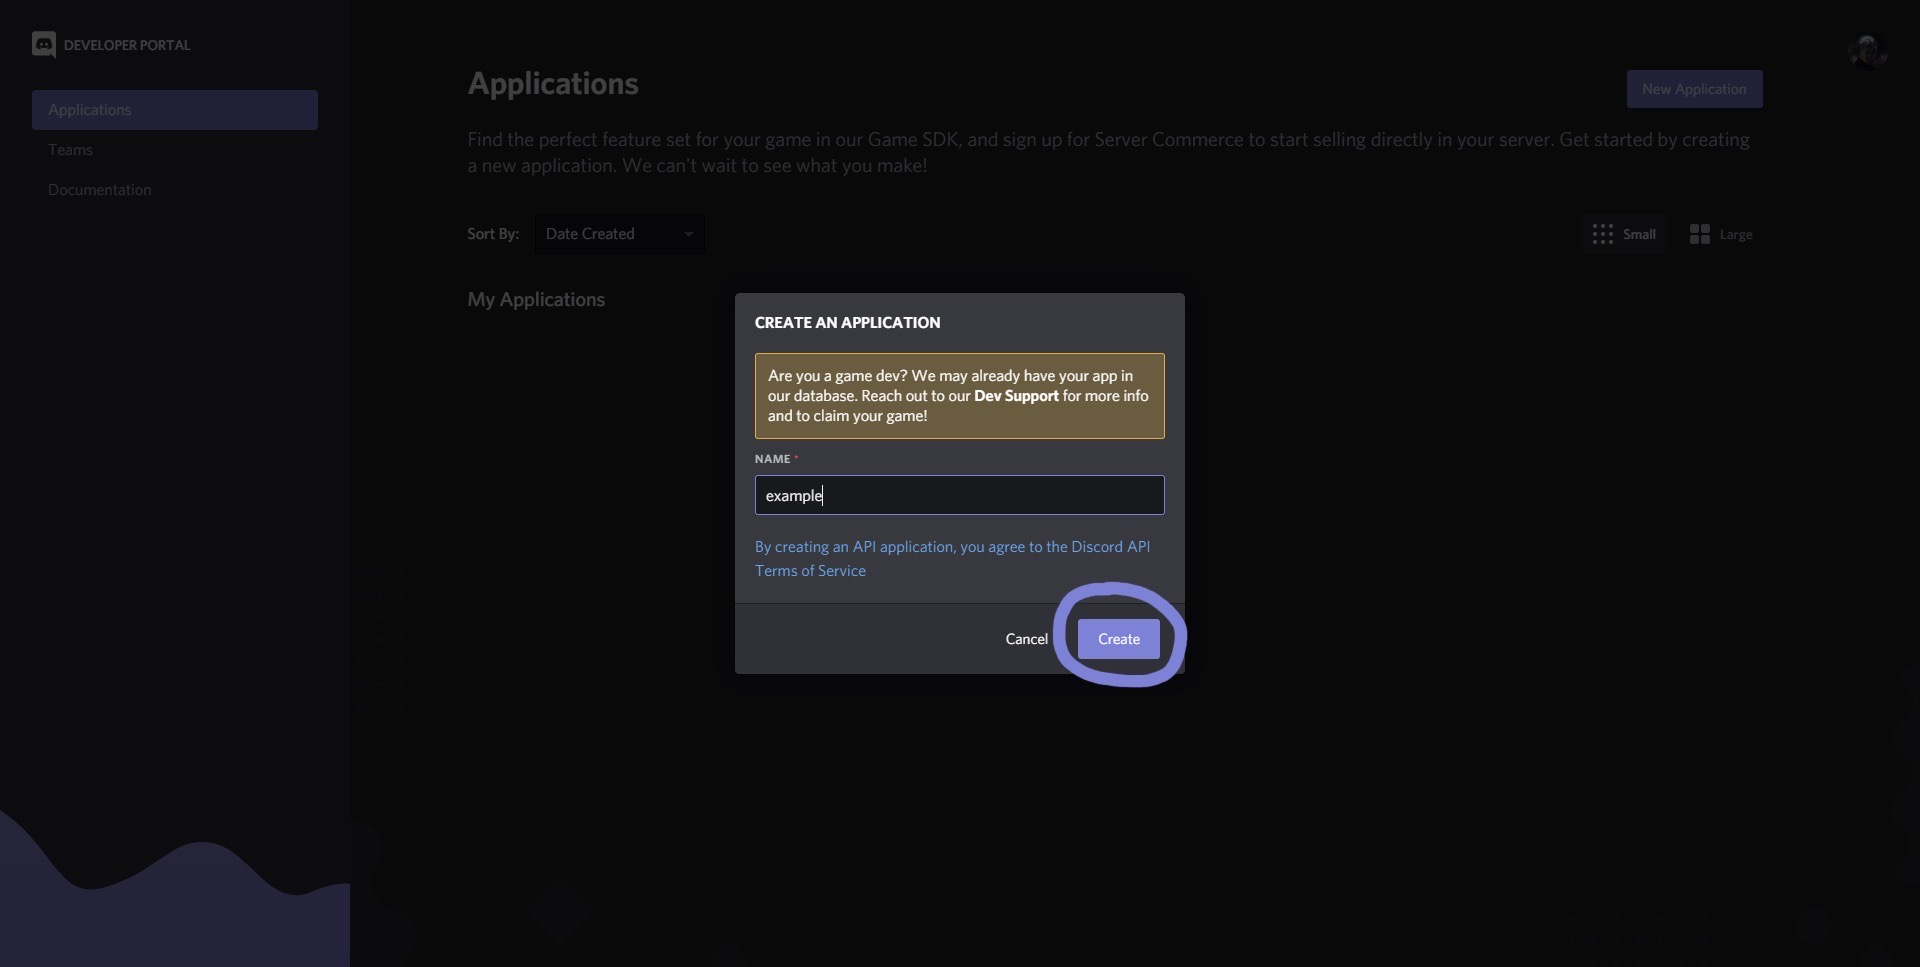 DEVELOPER PORTAL
Applications
Teams
Documentation
Applications
New Application
Find the perfect feature set for your game in our Game SDK, and sign up for Server Commerce to start selling directly in your server. Get started by creating
a new application. We can't wait to see what you make!
Sort By: Date Created
Small Large
My Applications
CREATE AN APPLICATION
Are you a game dev? We may already have your app in
our database. Reach out to our Dev Support for more info
and to claim your game!
NAME *
example
By creating an API application, you agree to the Discord API
Terms of Service
Cancel Create